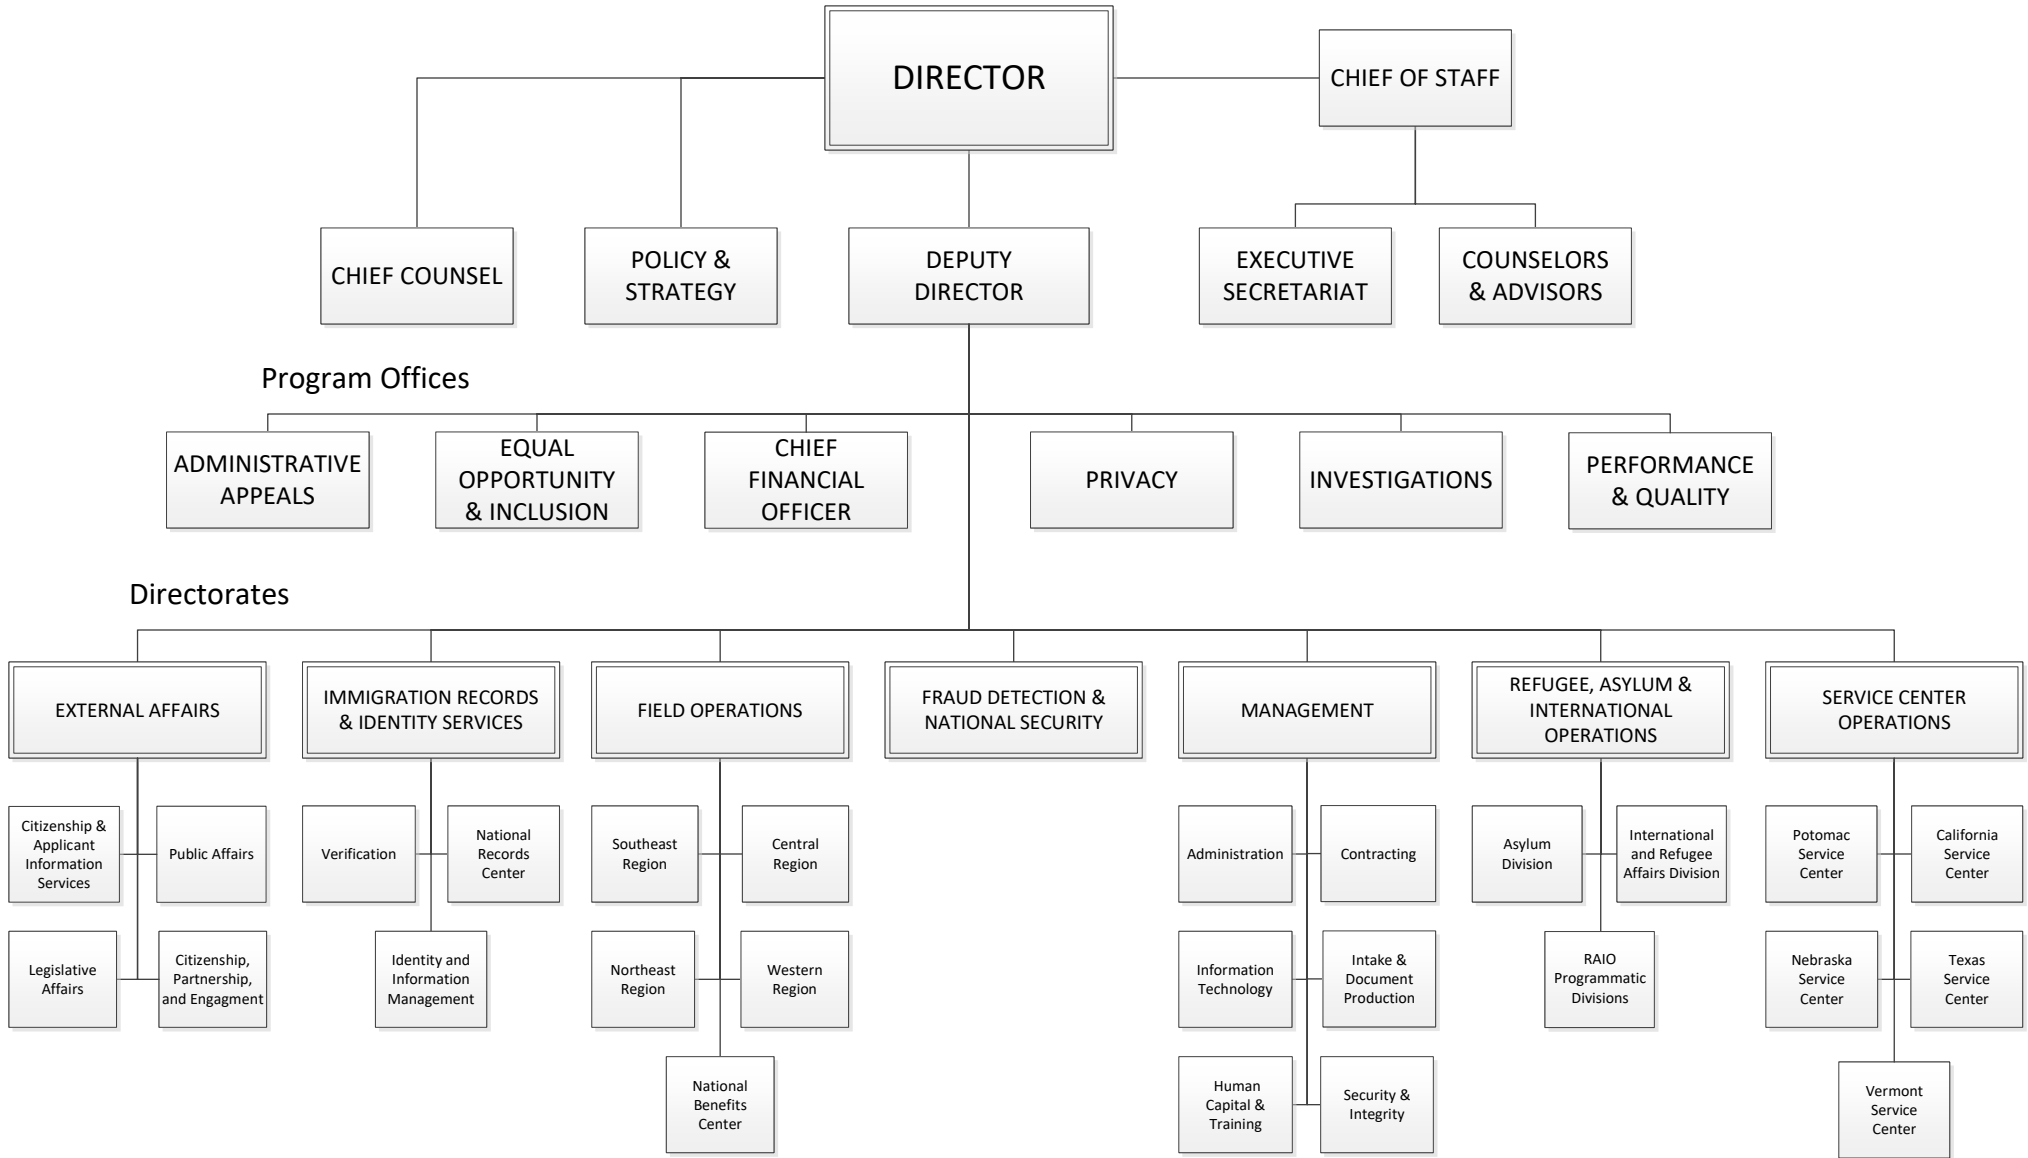 DIRECTOR
CHIEF OF STAFF
CHIEF COUNSEL
POLICY &
STRATEGY
DEPUTY
DIRECTOR
EXECUTIVE
SECRETARIAT
COUNSELORS
& ADVISORS
Program Offices
ADMINISTRATIVE
APPEALS
EQUAL
OPPORTUNITY
& INCLUSION
CHIEF
FINANCIAL
OFFICER
PRIVACY
INVESTIGATIONS
PERFORMANCE
& QUALITY
Directorates
EXTERNAL AFFAIRS
IMMIGRATION RECORDS
& IDENTITY SERVICES
FIELD OPERATIONS
FRAUD DETECTION &
NATIONAL SECURITY
MANAGEMENT
REFUGEE, ASYLUM &
INTERNATIONAL
OPERATIONS
SERVICE CENTER
OPERATIONS
Citizenship &
Applicant
Information
Services
Public Affairs
Verification
National
Records
Center
Southeast
Region
Central
Region
Administration
Contracting
Asylum
Division
International
and Refugee
Affairs Division
Potomac
Service
Center
California
Service
Center
Legislative
Affairs
Citizenship,
Partnership,
and Engagment
Identity and
Information
Management
Northeast
Region
Western
Region
Information
Technology
Intake &
Document
Production
RAIO
Programmatic
Divisions
Nebraska
Service
Center
Texas
Service
Center
National
Benefits
Center
Human
Capital &
Training
Security &
Integrity
Vermont
Service
Center